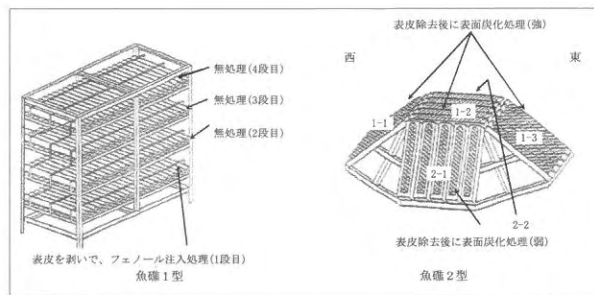 無処理(4段目)
無処理(3段目)
無処理(2段目)
表皮を剥いで、フェノール注入処理(1段目)
魚礁1型
表皮除去後に表面炭化処理(強)
西
東
1-1
1-2
1-3
2-1
2-2
表皮除去後に表面炭化処理(弱)
魚礁2型